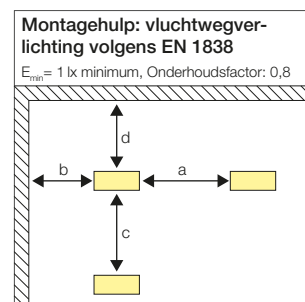 Montagehulp: vluchtwegver-
lichting volgens EN 1838
Emin= 1 lx minimum, Onderhoudsfactor: 0,8
d
b
a
c